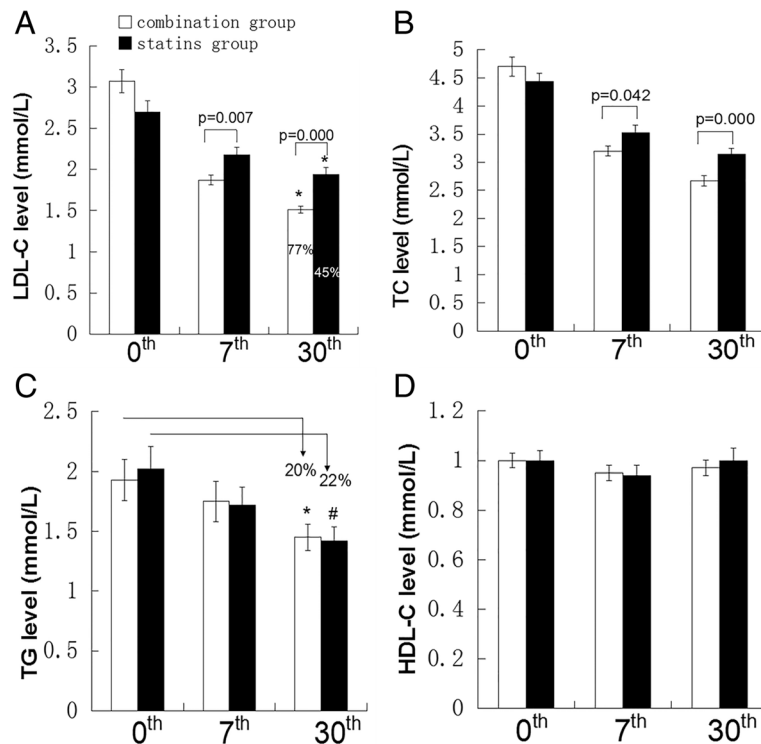 A
combination group
statins group
LDL-C level (mmol/L)
3.5
3
2.5
2
1.5
1
0.5
0
p=0.007
p=0.000
*
*
77%
45%
0th
7th
30th
B
TC level (mmol/L)
5
4.5
4
3.5
3
2.5
2
1.5
1
0.5
0
p=0.042
p=0.000
0th
7th
30th
C
TG level (mmol/L)
2.5
2
1.5
1
0.5
0
20%
22%
*
#
0th
7th
30th
D
HDL-C level (mmol/L)
1.2
1
0.8
0.6
0.4
0.2
0
0th
7th
30th